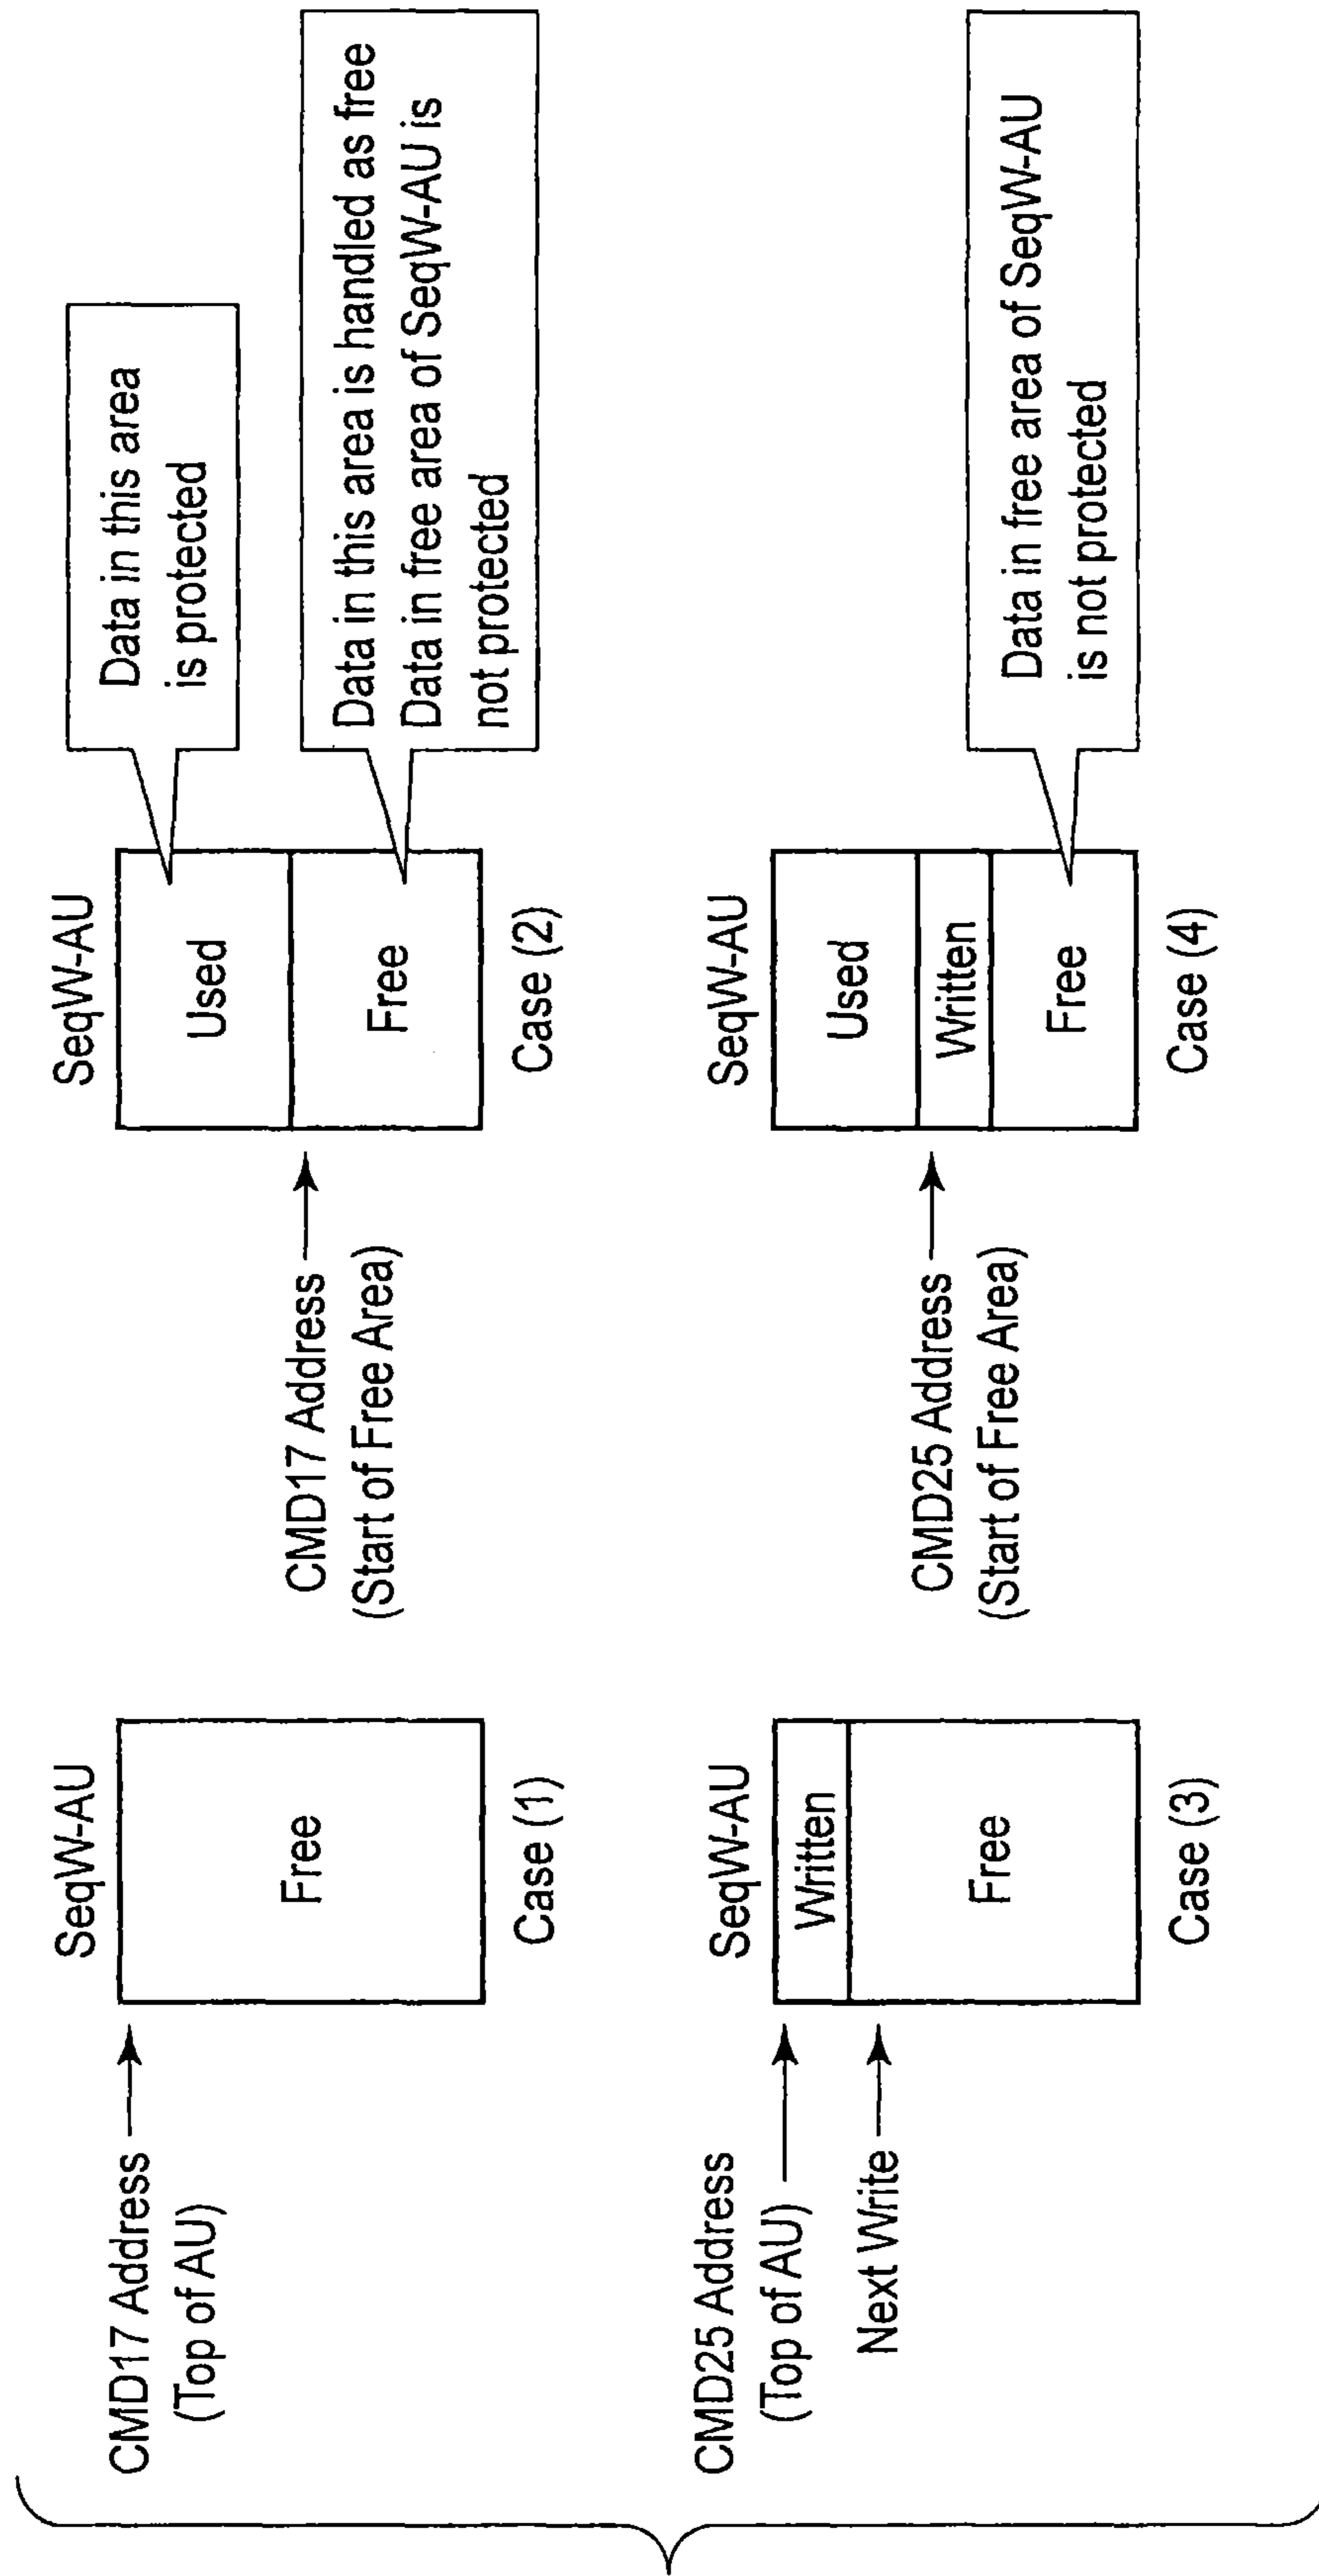 CMD17 Address
(Top of AU)
SeqW-AU
Free
Case (1)
CMD17 Address
(Start of Free Area)
SeqW-AU
Used
Free
Case (2)
Data in this area
is protected
Data in this area is handled as free
Data in free area of SeqW-AU is
not protected
CMD25 Address
(Top of AU)
Next Write
SeqW-AU
Written
Free
Case (3)
CMD25 Address
(Start of Free Area)
SeqW-AU
Used
Written
Free
Case (4)
Data in free area of SeqW-AU
is not protected